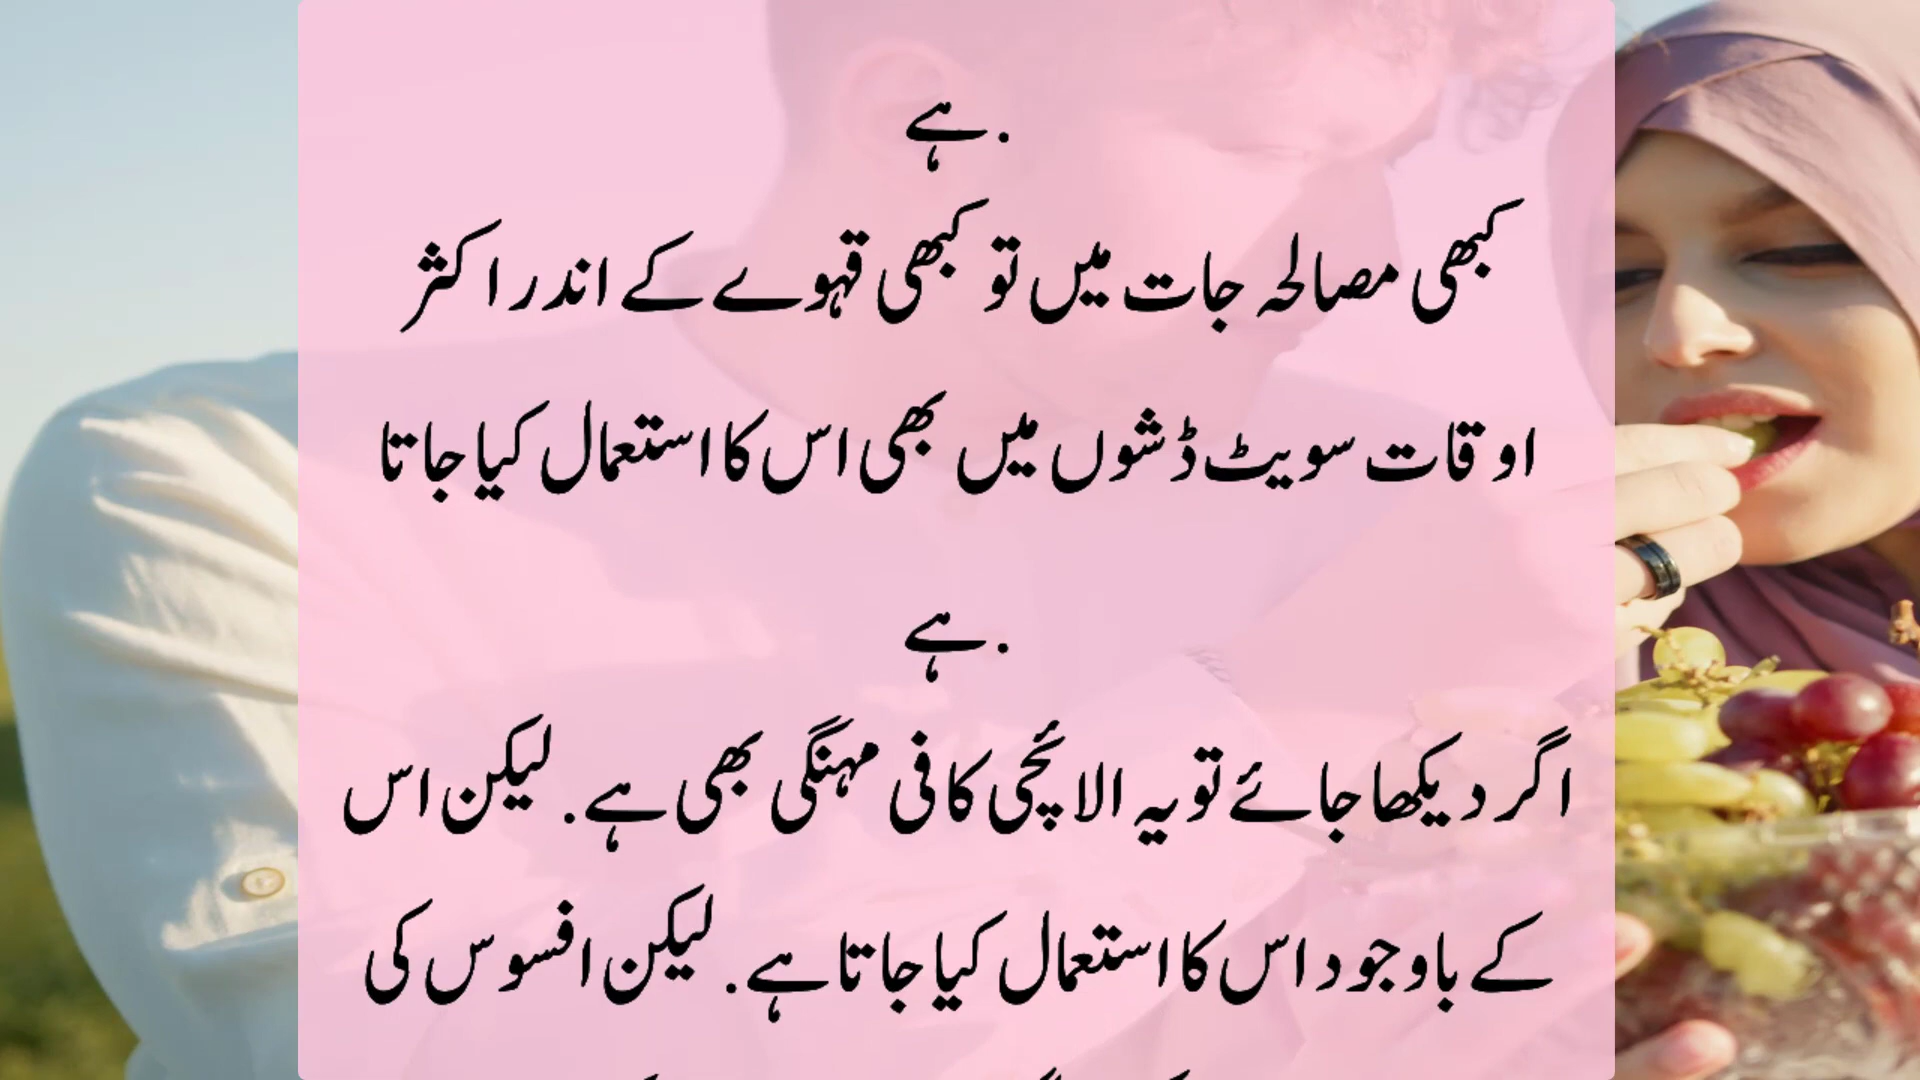 ہے.
کبھی مصالحہ جات میں تو کبھی قہوے کے اندر اکثر
اوقات سویٹ ڈشوں میں بھی اس کا استعمال کیا جاتا
ہے.
اگر دیکھا جائے تو یہ الائچی کافی مہنگی بھی ہے. لیکن اس
کے باوجود اس کا استعمال کیا جاتا ہے. لیکن افسوس کی